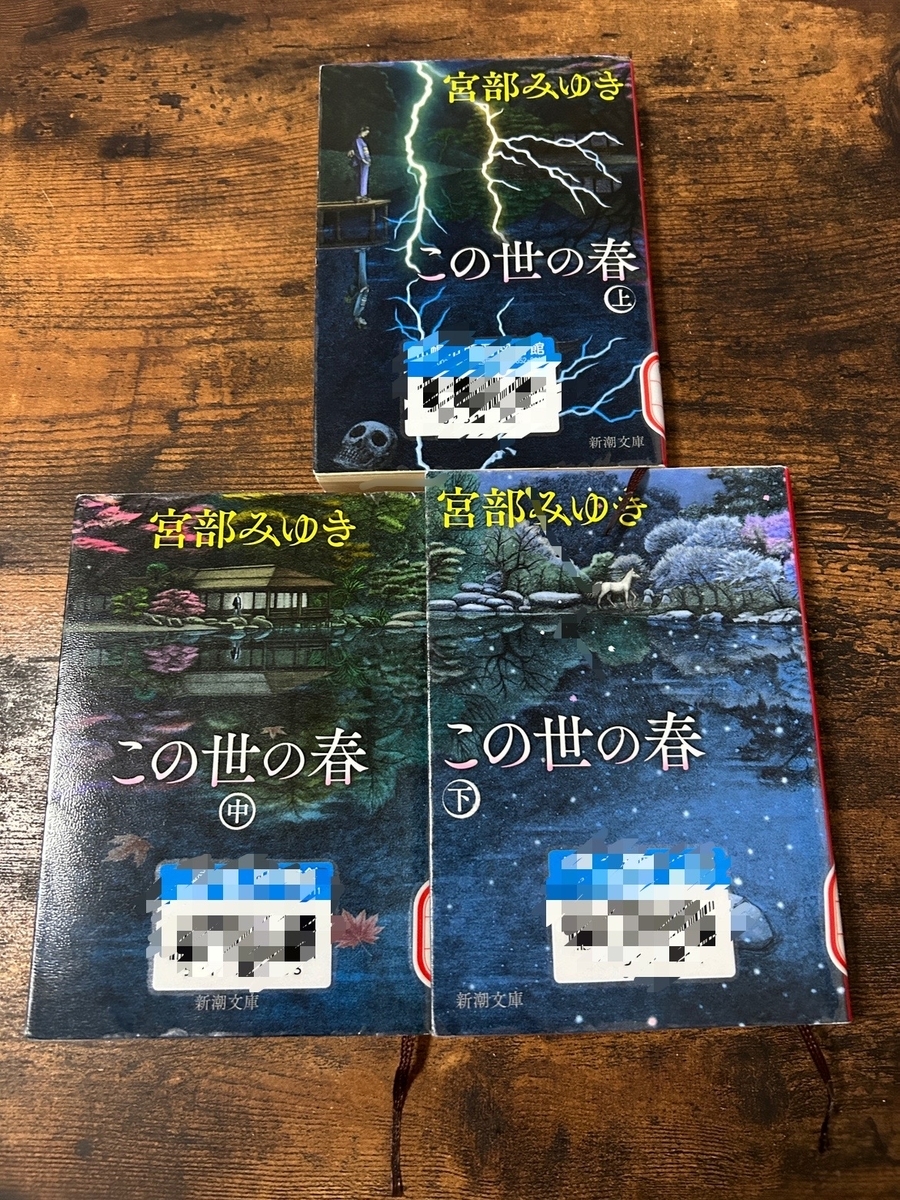 宮部みゆき
この世の春
上
館
新潮文庫
宮部みゆき
この世の春
中
新潮文庫
宮部みゆき
この世の春
下
新潮文庫